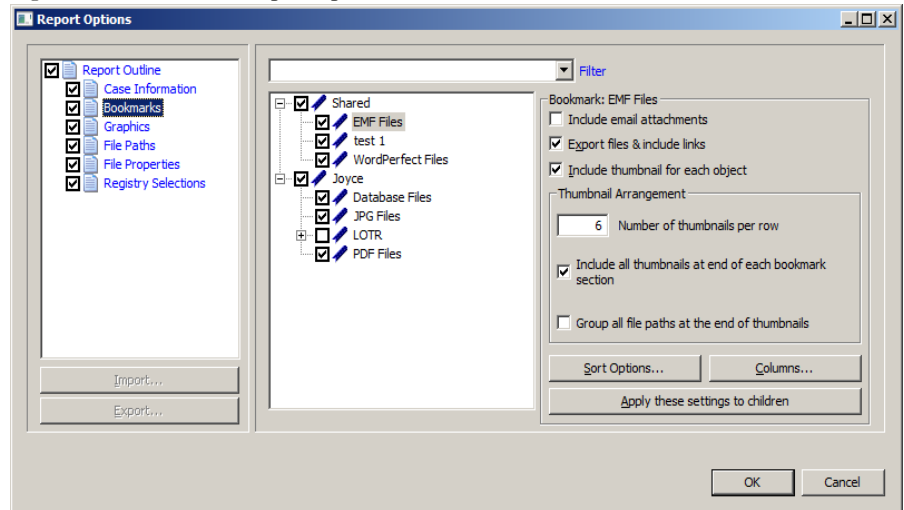 Report Options
Report Outline
Case Information
Bookmarks
Graphics
File Paths
File Properties
Registry Selections
Import...
Export...
Filter
Shared
EMF Files
test 1
WordPerfect Files
Joyce
Database Files
JPG Files
LOTR
PDF Files
Bookmark: EMF Files
Include email attachments
Export files & include links
Include thumbnail for each object
Thumbnail Arrangement
6 Number of thumbnails per row
Include all thumbnails at end of each bookmark
section
Group all file paths at the end of thumbnails
Sort Options... Columns...
Apply these settings to children
OK Cancel